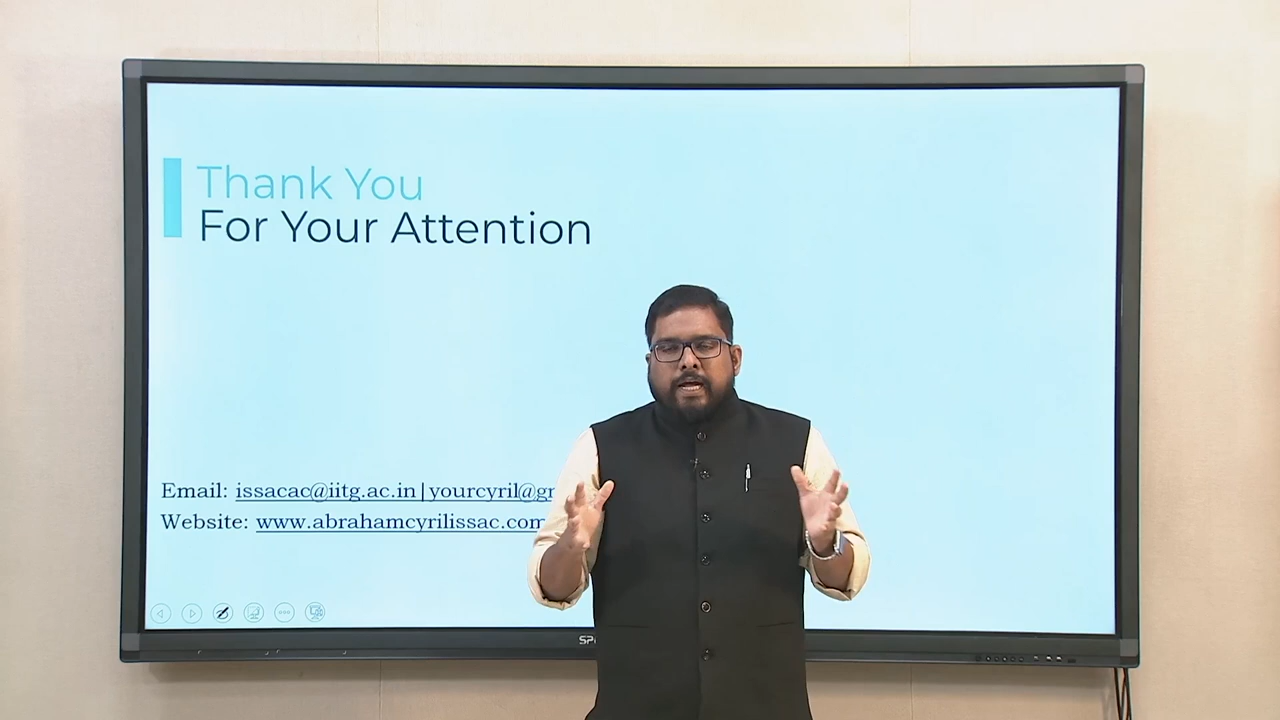 Thank You
For Your Attention
Email: issacac@iitg.ac.in|yourcyril@g
Website: www.abrahamcyrilissac.com